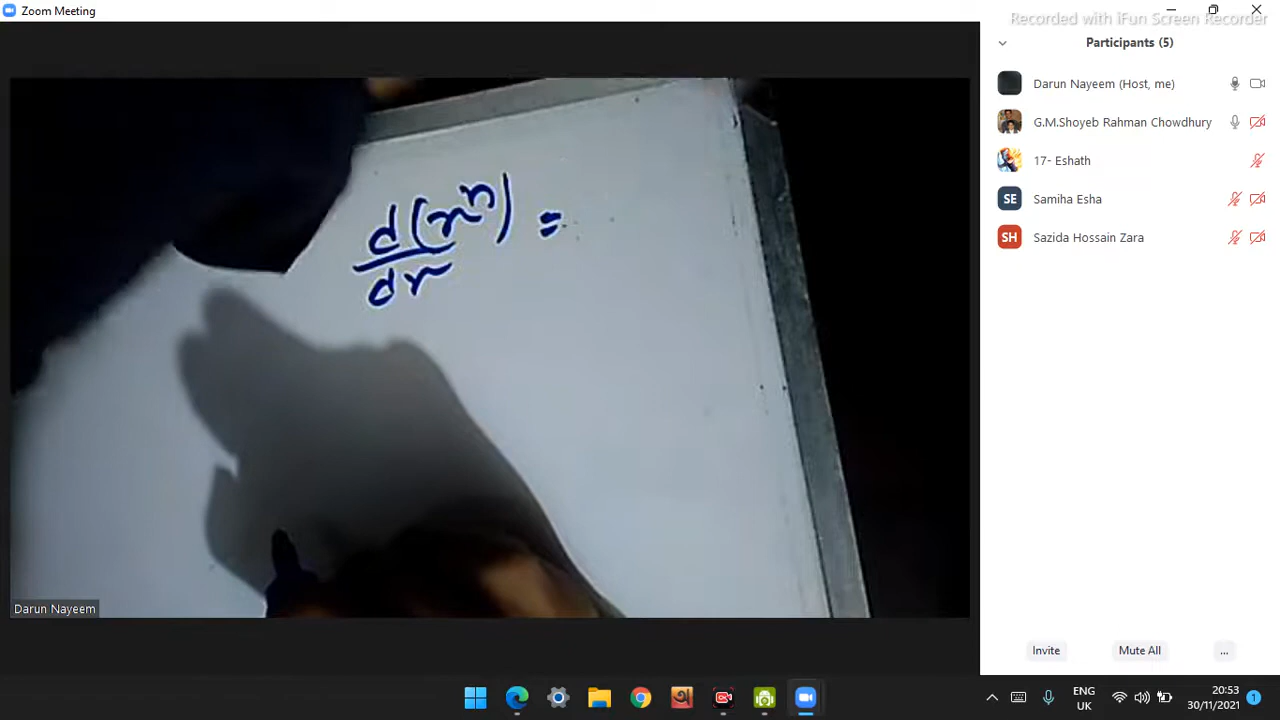 Zoom Meeting
Recorded with iFun Screen Recorder
Participants (5)
Darun Nayeem (Host, me)
G.M.Shoyeb Rahman Chowdhury
17- Eshath
SE Samiha Esha
SH Sazida Hossain Zara
d(x^n) =
dx
Darun Nayeem
Invite
Mute All
...
অ
ENG
UK
20:53
30/11/2021
1